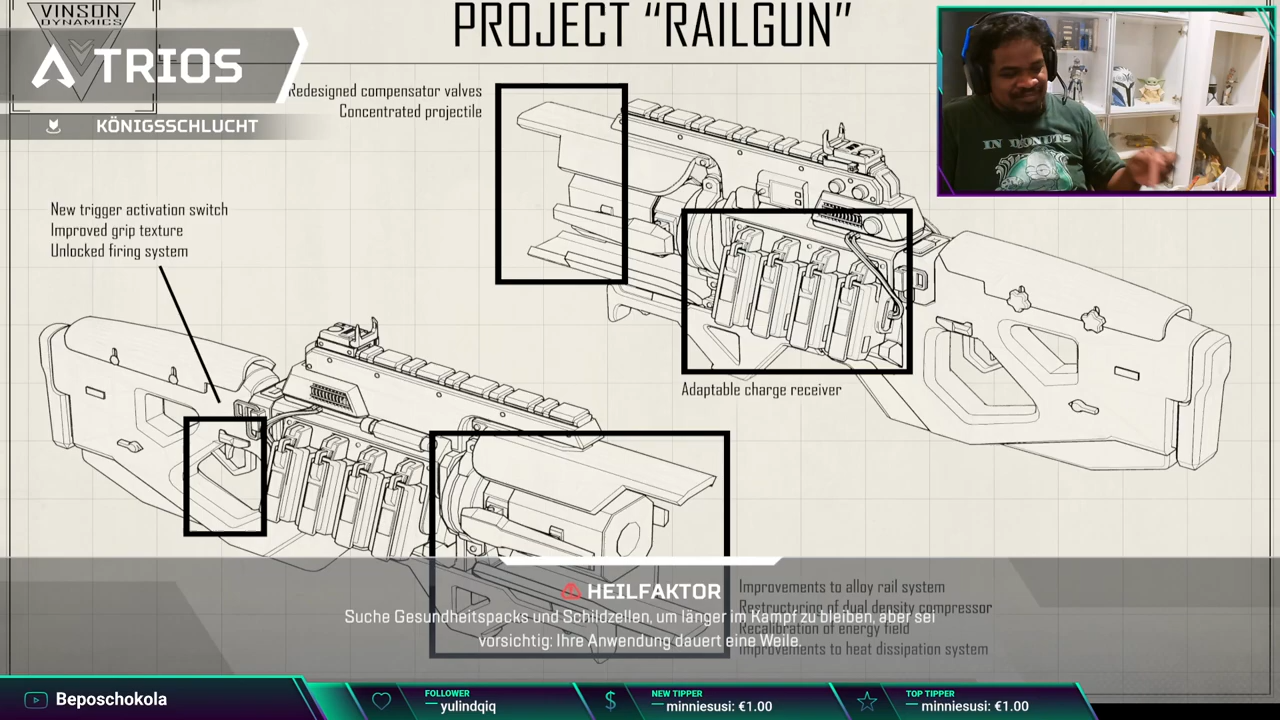 VINSON
DYNAMICS
PROJECT “RAILGUN”
TRIOS
KÖNIGSSCHLUCHT
Redesigned compensator valves
Concentrated projectile
IN DONUTS
New trigger activation switch
Improved grip texture
Unlocked firing system
Adaptable charge receiver
HEILFAKTOR
Suche Gesundheitspacks und Schildzellen, um länger im Kampf zu bleiben, aber sei
vorsichtig: Ihre Anwendung dauert eine Weile.
Improvements to alloy rail system
Restructuring of dual density compressor
Recalibration of energy field
Improvements to heat dissipation system
Beposchokola
FOLLOWER
yulindqiq
NEW TIPPER
minniesusi: €1.00
TOP TIPPER
minniesusi: €1.00